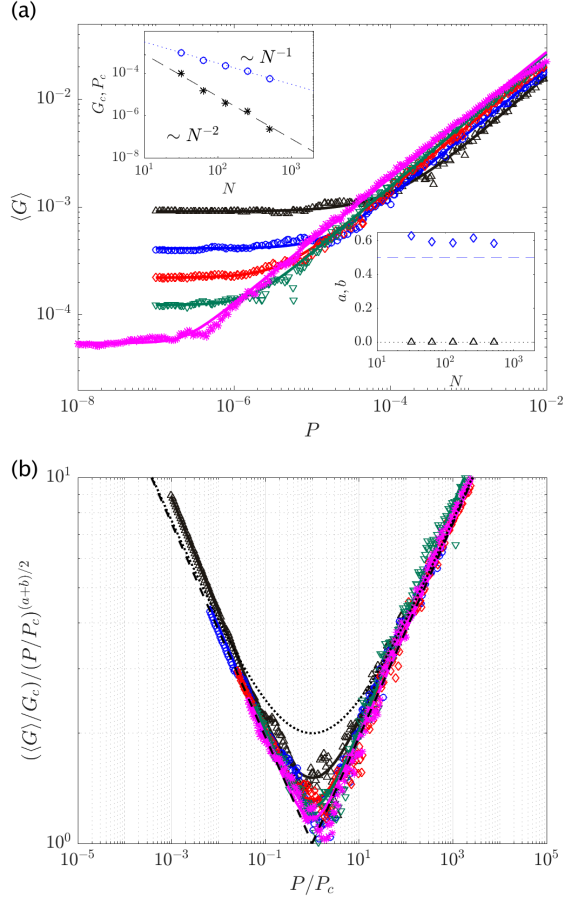 (a)
10^-2
10^-3
10^-4
⟨G⟩
10^-8
10^-6
10^-4
10^-2
P
10^-4
10^-6
10^-8
G_c, P_c
~ N^-1
~ N^-2
10^1
10^2
10^3
N
0.6
0.4
0.2
0.0
a, b
10^1
10^2
10^3
N
(b)
10^1
10^0
(⟨G⟩/G_c)/(P/P_c)^(a+b)/2
10^-5
10^-3
10^-1
10^1
10^3
10^5
P/P_c